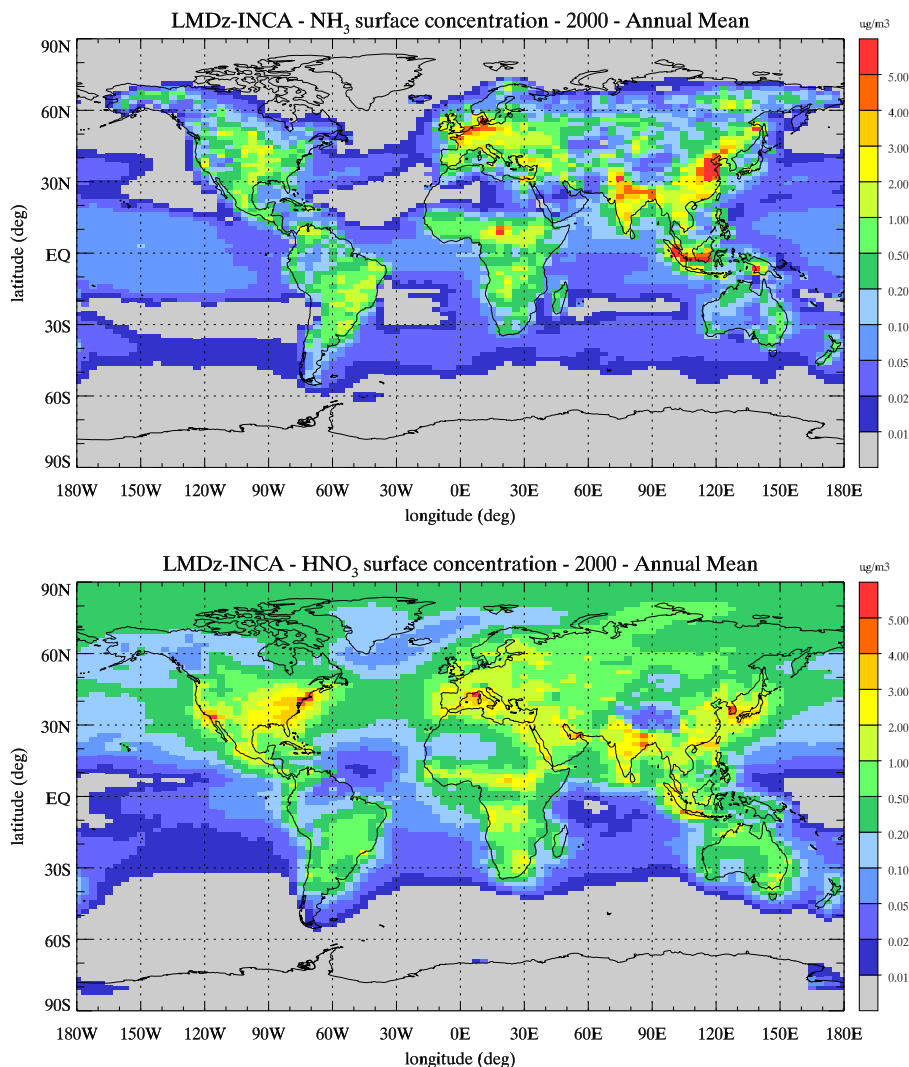 LMDz-INCA - NH3 surface concentration - 2000 - Annual Mean
ug/m3
90N
60N
30N
EQ
30S
60S
90S
latitude (deg)
180W 150W 120W 90W 60W 30W 0E 30E 60E 90E 120E 150E 180E
longitude (deg)
5.00
4.00
3.00
2.00
1.00
0.50
0.20
0.10
0.05
0.02
0.01
LMDz-INCA - HNO3 surface concentration - 2000 - Annual Mean
ug/m3
90N
60N
30N
EQ
30S
60S
90S
latitude (deg)
180W 150W 120W 90W 60W 30W 0E 30E 60E 90E 120E 150E 180E
longitude (deg)
5.00
4.00
3.00
2.00
1.00
0.50
0.20
0.10
0.05
0.02
0.01